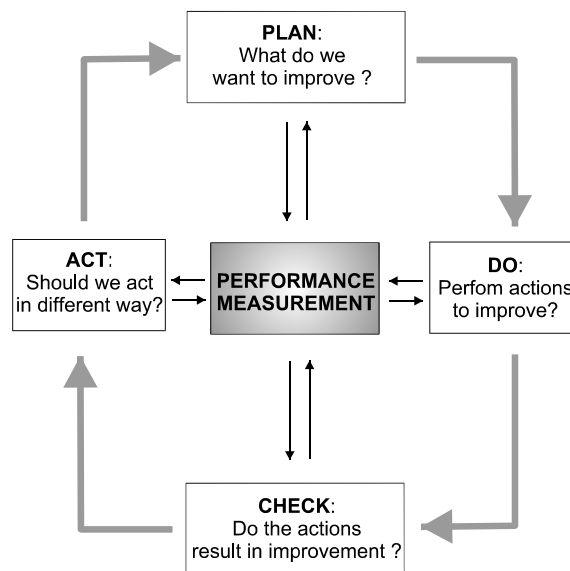 PLAN:
What do we
want to improve ?
ACT:
Should we act
in different way?
PERFORMANCE
MEASUREMENT
DO:
Perfom actions
to improve?
CHECK:
Do the actions
result in improvement ?